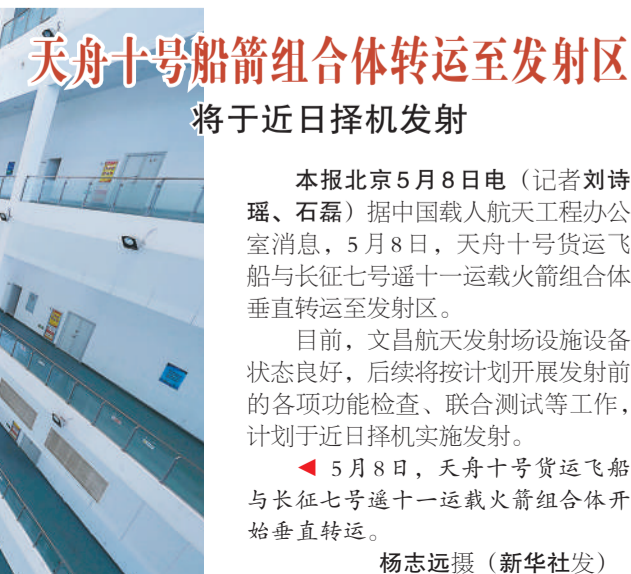 天舟十号船箭组合体转运至发射区
将于近日择机发射
本报北京5月8日电（记者刘诗
瑶、石磊）据中国载人航天工程办公
室消息，5月8日，天舟十号货运飞
船与长征七号遥十一运载火箭组合体
垂直转运至发射区。
目前，文昌航天发射场设施设备
状态良好，后续将按计划开展发射前
的各项功能检查、联合测试等工作，
计划于近日择机实施发射。
◀ 5月8日，天舟十号货运飞船
与长征七号遥十一运载火箭组合体开
始垂直转运。
杨志远摄（新华社发）